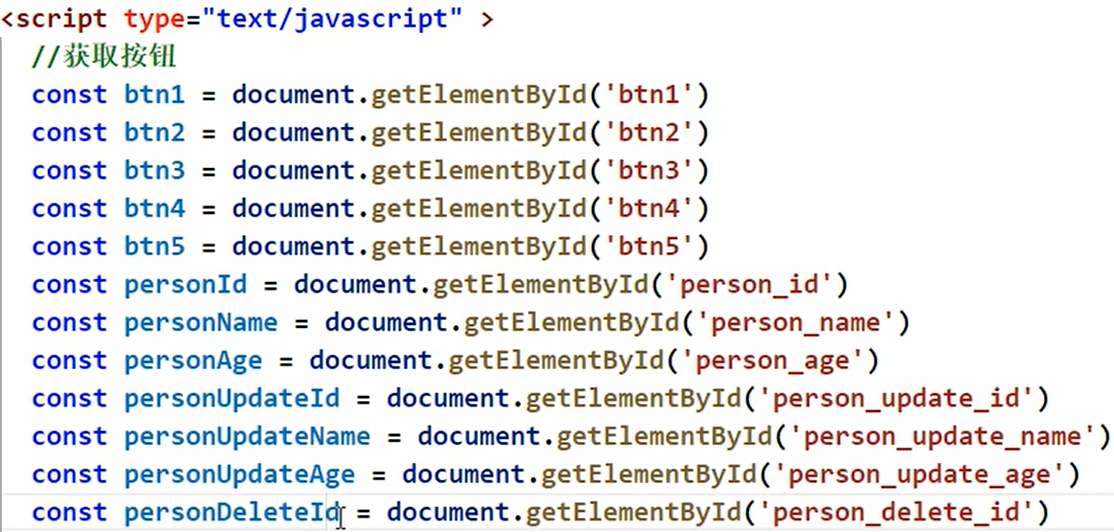 <script type="text/javascript" >
//获取按钮
const btn1 = document.getElementById('btn1')
const btn2 = document.getElementById('btn2')
const btn3 = document.getElementById('btn3')
const btn4 = document.getElementById('btn4')
const btn5 = document.getElementById('btn5')
const personId = document.getElementById('person_id')
const personName = document.getElementById('person_name')
const personAge = document.getElementById('person_age')
const personUpdateId = document.getElementById('person_update_id')
const personUpdateName = document.getElementById('person_update_name')
const personUpdateAge = document.getElementById('person_update_age')
const personDeleteId = document.getElementById('person_delete_id')